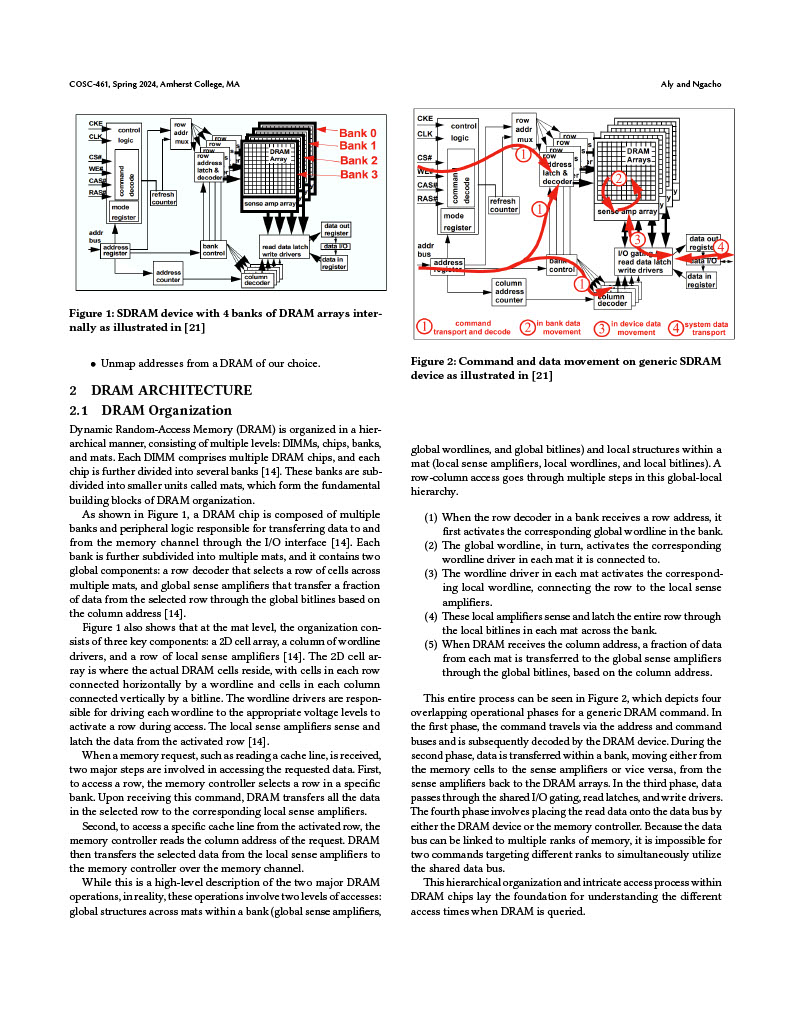 COSC-461, Spring 2024, Amherst College, MA
Aly and Ngacho
CKE
CLK
CS#
WE#
CAS#
RAS#
control
logic
command
decode
mode
register
addr
bus
address
register
row
addr
mux
refresh
counter
row
address
latch &
decoder
DRAM
Array
sense amp array
Bank 0
Bank 1
Bank 2
Bank 3
bank
control
address
counter
column
decoder
read data latch
write drivers
data out
register
data I/O
data in
register
Figure 1: SDRAM device with 4 banks of DRAM arrays inter-
nally as illustrated in [21]
• Unmap addresses from a DRAM of our choice.
2 DRAM ARCHITECTURE
2.1 DRAM Organization
Dynamic Random-Access Memory (DRAM) is organized in a hier-
archical manner, consisting of multiple levels: DIMMs, chips, banks,
and mats. Each DIMM comprises multiple DRAM chips, and each
chip is further divided into several banks [14]. These banks are sub-
divided into smaller units called mats, which form the fundamental
building blocks of DRAM organization.
As shown in Figure 1, a DRAM chip is composed of multiple
banks and peripheral logic responsible for transferring data to and
from the memory channel through the I/O interface [14]. Each
bank is further subdivided into multiple mats, and it contains two
global components: a row decoder that selects a row of cells across
multiple mats, and global sense amplifiers that transfer a fraction
of data from the selected row through the global bitlines based on
the column address [14].
Figure 1 also shows that at the mat level, the organization con-
sists of three key components: a 2D cell array, a column of wordline
drivers, and a row of local sense amplifiers [14]. The 2D cell ar-
ray is where the actual DRAM cells reside, with cells in each row
connected horizontally by a wordline and cells in each column
connected vertically by a bitline. The wordline drivers are respon-
sible for driving each wordline to the appropriate voltage levels to
activate a row during access. The local sense amplifiers sense and
latch the data from the activated row [14].
When a memory request, such as reading a cache line, is received,
two major steps are involved in accessing the requested data. First,
to access a row, the memory controller selects a row in a specific
bank. Upon receiving this command, DRAM transfers all the data
in the selected row to the corresponding local sense amplifiers.
Second, to access a specific cache line from the activated row, the
memory controller reads the column address of the request. DRAM
then transfers the selected data from the local sense amplifiers to
the memory controller over the memory channel.
While this is a high-level description of the two major DRAM
operations, in reality, these operations involve two levels of accesses:
global structures across mats within a bank (global sense amplifiers,
CKE
CLK
CS#
WE#
CAS#
RAS#
control
logic
command
decode
mode
register
addr
bus
address
register
row
addr
mux
refresh
counter
row
address
latch &
decoder
DRAM
Arrays
sense amp array
bank
control
column
address
counter
column
decoder
I/O gating
read data latch
write drivers
data out
register
data I/O
data in
register
1 command
transport and decode
2 in bank data
movement
3 in device data
movement
4 system data
transport
Figure 2: Command and data movement on generic SDRAM
device as illustrated in [21]
global wordlines, and global bitlines) and local structures within a
mat (local sense amplifiers, local wordlines, and local bitlines). A
row-column access goes through multiple steps in this global-local
hierarchy.
(1) When the row decoder in a bank receives a row address, it
first activates the corresponding global wordline in the bank.
(2) The global wordline, in turn, activates the corresponding
wordline driver in each mat it is connected to.
(3) The wordline driver in each mat activates the correspond-
ing local wordline, connecting the row to the local sense
amplifiers.
(4) These local amplifiers sense and latch the entire row through
the local bitlines in each mat across the bank.
(5) When DRAM receives the column address, a fraction of data
from each mat is transferred to the global sense amplifiers
through the global bitlines, based on the column address.
This entire process can be seen in Figure 2, which depicts four
overlapping operational phases for a generic DRAM command. In
the first phase, the command travels via the address and command
buses and is subsequently decoded by the DRAM device. During the
second phase, data is transferred within a bank, moving either from
the memory cells to the sense amplifiers or vice versa, from the
sense amplifiers back to the DRAM arrays. In the third phase, data
passes through the shared I/O gating, read latches, and write drivers.
The fourth phase involves placing the read data onto the data bus by
either the DRAM device or the memory controller. Because the data
bus can be linked to multiple ranks of memory, it is impossible for
two commands targeting different ranks to simultaneously utilize
the shared data bus.
This hierarchical organization and intricate access process within
DRAM chips lay the foundation for understanding the different
access times when DRAM is queried.